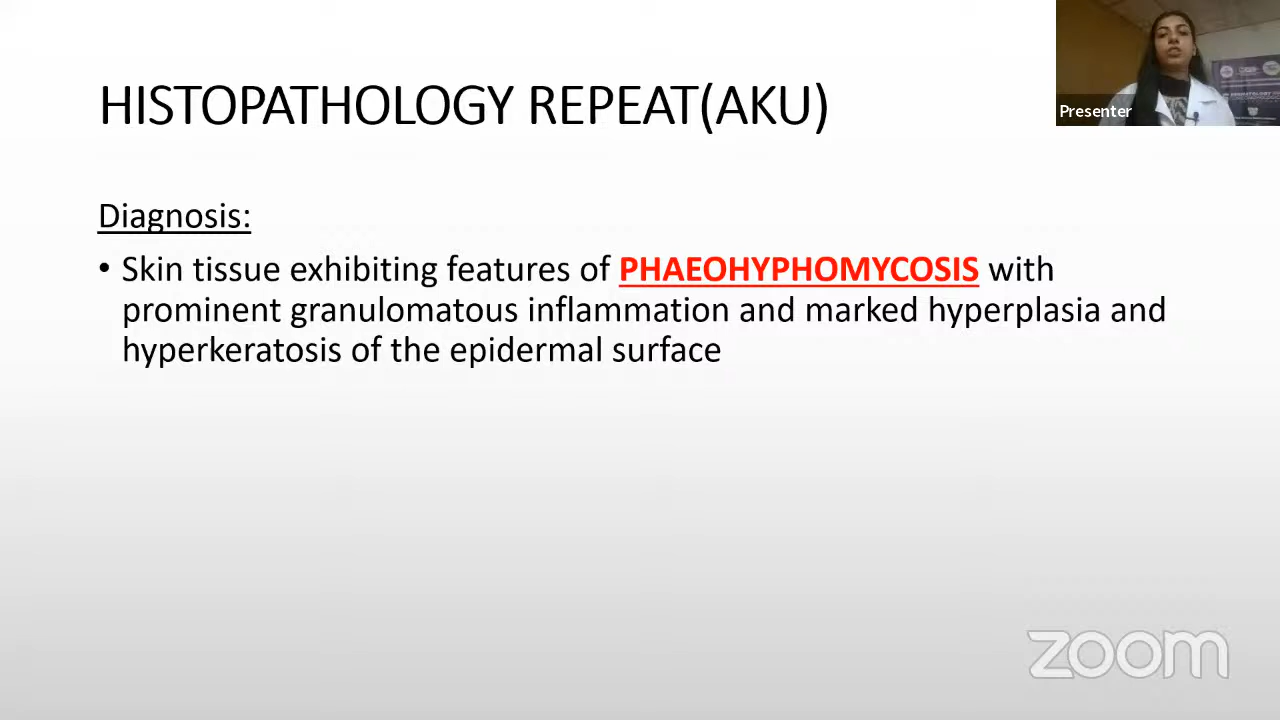 HISTOPATHOLOGY REPEAT(AKU)
Presenter
Diagnosis:
• Skin tissue exhibiting features of PHAEOHYPHOMYCOSIS with
prominent granulomatous inflammation and marked hyperplasia and
hyperkeratosis of the epidermal surface
zoom